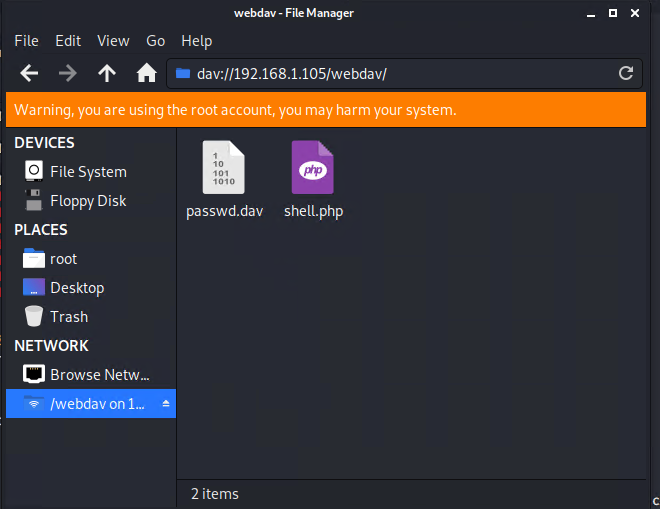 webdav - File Manager
File Edit View Go Help
dav://192.168.1.105/webdav/
Warning, you are using the root account, you may harm your system.
DEVICES
File System
Floppy Disk
PLACES
root
Desktop
Trash
NETWORK
Browse Netw...
/webdav on 1...
1
10
101
1010
passwd.dav
php
shell.php
2 items